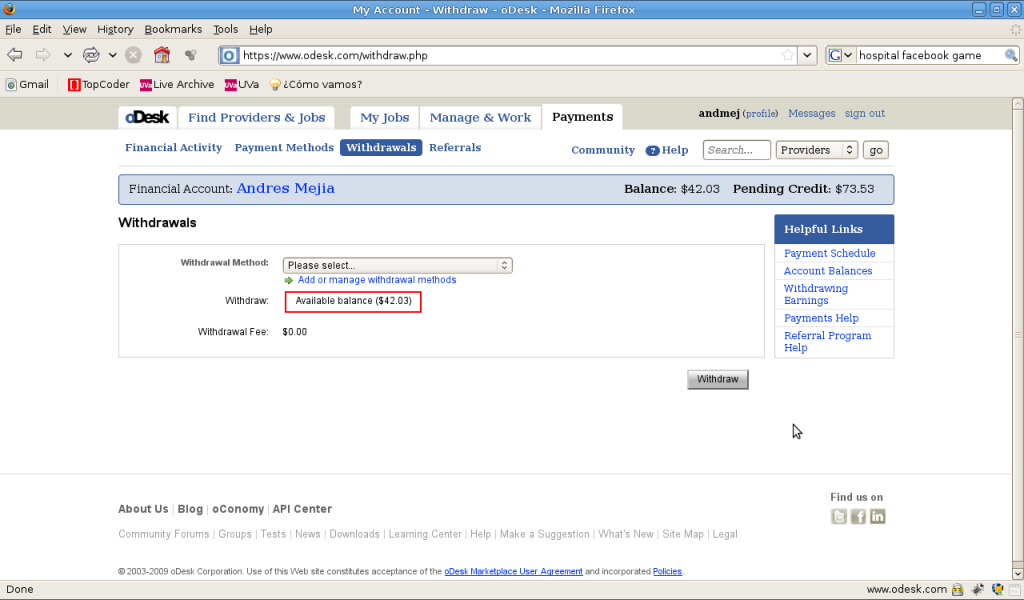 My Account - Withdraw - oDesk - Mozilla Firefox
File Edit View History Bookmarks Tools Help
https://www.odesk.com/withdraw.php
G hospital facebook game
Gmail TopCoder UVa Live Archive UVa ¿Cómo vamos?
oDesk Find Providers & Jobs My Jobs Manage & Work Payments andmej (profile) Messages sign out
Financial Activity Payment Methods Withdrawals Referrals Community ? Help Search... Providers go
Financial Account: Andres Mejia Balance: $42.03 Pending Credit: $73.53
Withdrawals
Withdrawal Method: Please select...
Add or manage withdrawal methods
Withdraw: Available balance ($42.03)
Withdrawal Fee: $0.00
Withdraw
Helpful Links
Payment Schedule
Account Balances
Withdrawing
Earnings
Payments Help
Referral Program
Help
About Us | Blog | oConomy | API Center
Find us on
Community Forums | Groups | Tests | News | Downloads | Learning Center | Help | Make a Suggestion | What's New | Site Map | Legal
© 2003-2009 oDesk Corporation. Use of this Web site constitutes acceptance of the oDesk Marketplace User Agreement and incorporated Policies.
Done www.odesk.com